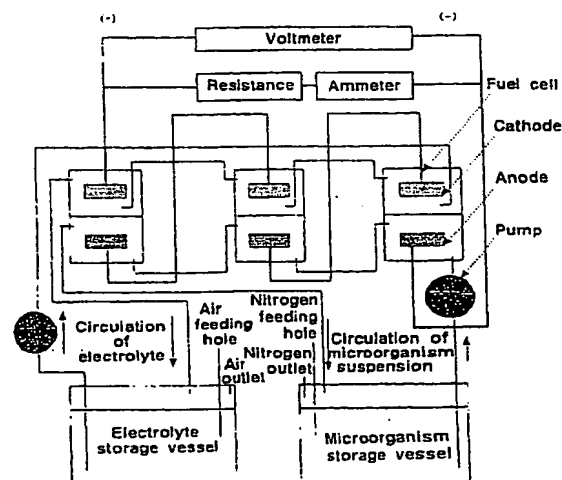 (-)
(-)
Voltmeter
Resistance
Ammeter
Fuel cell
Cathode
Anode
Pump
Circulation
of
electrolyte
Air
feeding
hole
Air
outlet
Nitrogen
feeding
hole
Nitrogen
outlet
Circulation of
microorganism
suspension
Electrolyte
storage vessel
Microorganism
storage vessel